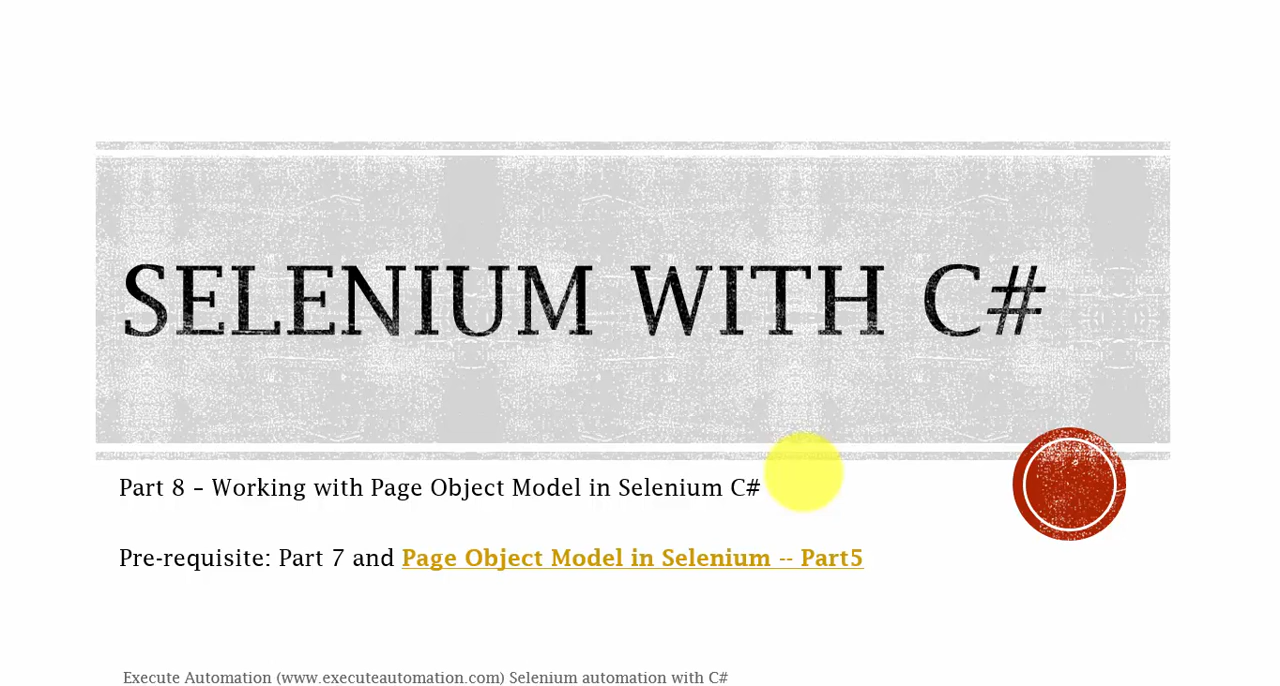 SELENIUM WITH C#
Part 8 – Working with Page Object Model in Selenium C#
Pre-requisite: Part 7 and Page Object Model in Selenium -- Part5
Execute Automation (www.executeautomation.com) Selenium automation with C#